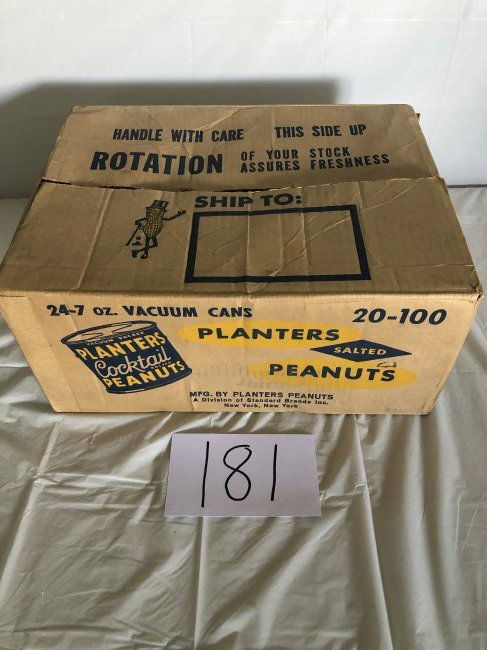 HANDLE WITH CARE THIS SIDE UP
ROTATION OF YOUR STOCK
ASSURES FRESHNESS
SHIP TO:
24-7 OZ. VACUUM CANS
20-100
VACUUM PACKED
PLANTERS
Cocktail
PEANUTS
PLANTERS
SALTED
PEANUTS
MFG. BY PLANTERS PEANUTS
A Division of Standard Brands Inc.
New York, New York
181